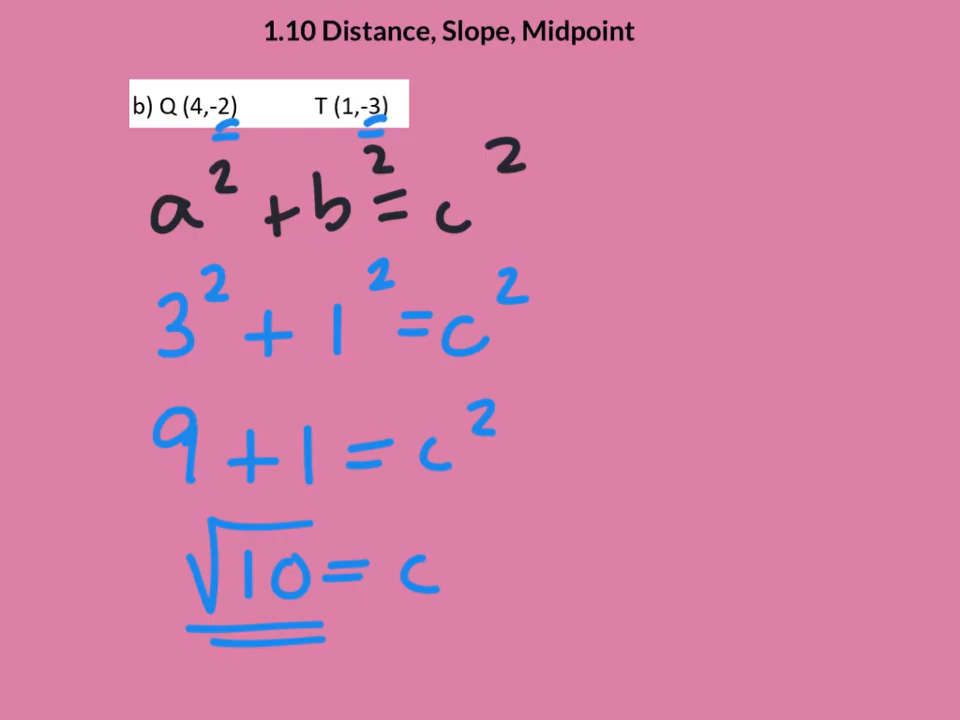 1.10 Distance, Slope, Midpoint
b) Q (4,-2) T (1,-3)
a² + b² = c²
3² + 1² = c²
9 + 1 = c²
√10 = c